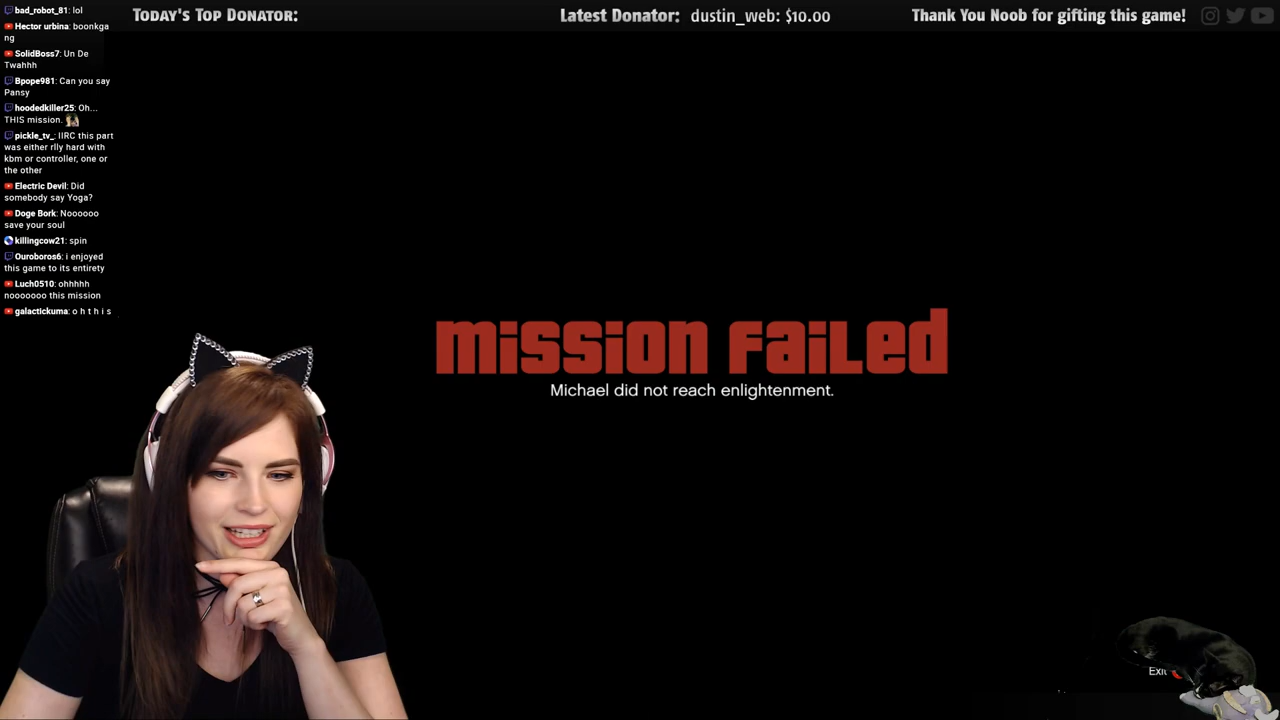 Today's Top Donator:
Latest Donator: dustin_web: $10.00
Thank You Noob for gifting this game!
bad_robot_81: lol
Hector urbina: boonkga
ng
SolidBoss7: Un De
Twahhh
Bpope981: Can you say
Pansy
hoodedkiller25: Oh...
THIS mission.
pickle_tv_: IIRC this part
was either rlly hard with
kbm or controller, one or
the other
Electric Devil: Did
somebody say Yoga?
Doge Bork: Noooooo
save your soul
killingcow21: spin
Ouroboros6: i enjoyed
this game to its entirety
Luch0510: ohhhhh
nooooooo this mission
galactickuma: o h t h i s
mission failed
Michael did not reach enlightenment.
Exit